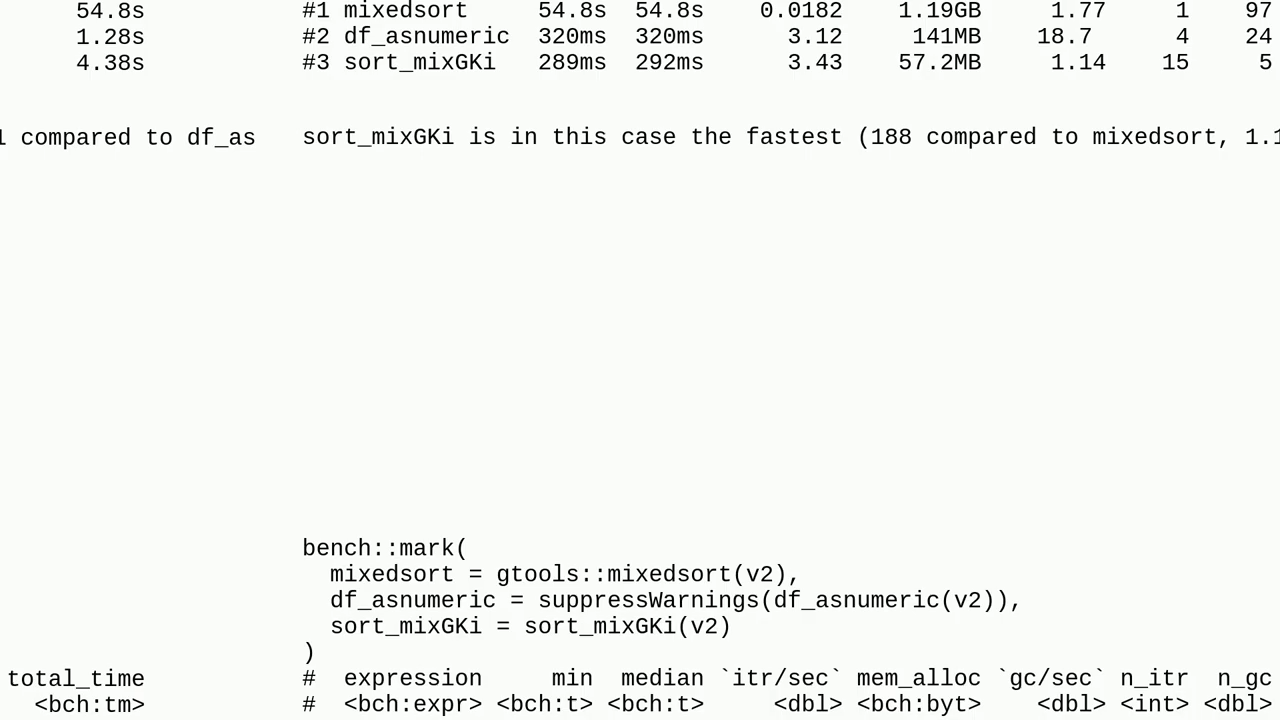 54.8s #1 mixedsort 54.8s 54.8s 0.0182 1.19GB 1.77 1 97
1.28s #2 df_asnumeric 320ms 320ms 3.12 141MB 18.7 4 24
4.38s #3 sort_mixGKi 289ms 292ms 3.43 57.2MB 1.14 15 5
1 compared to df_as sort_mixGKi is in this case the fastest (188 compared to mixedsort, 1.1
bench::mark(
mixedsort = gtools::mixedsort(v2),
df_asnumeric = suppressWarnings(df_asnumeric(v2)),
sort_mixGKi = sort_mixGKi(v2)
)
total_time # expression min median `itr/sec` mem_alloc `gc/sec` n_itr n_gc
<bch:tm> # <bch:expr> <bch:t> <bch:t> <dbl> <bch:byt> <dbl> <int> <dbl>